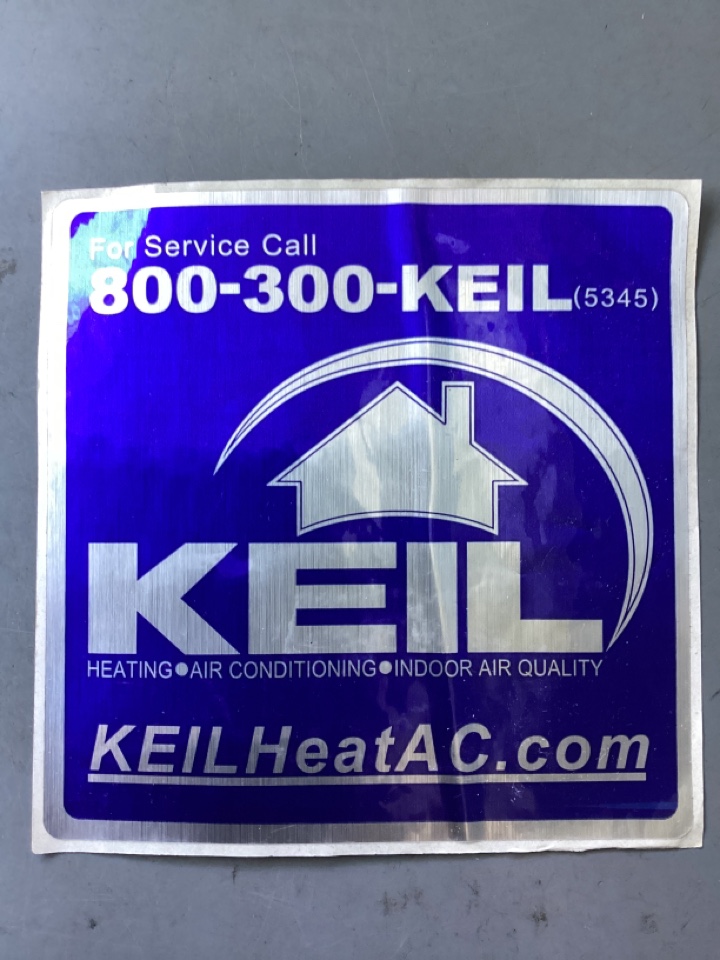 For Service Call
800-300-KEIL(5345)
KEIL
HEATING●AIR CONDITIONING●INDOOR AIR QUALITY
KEILHeatAC.com